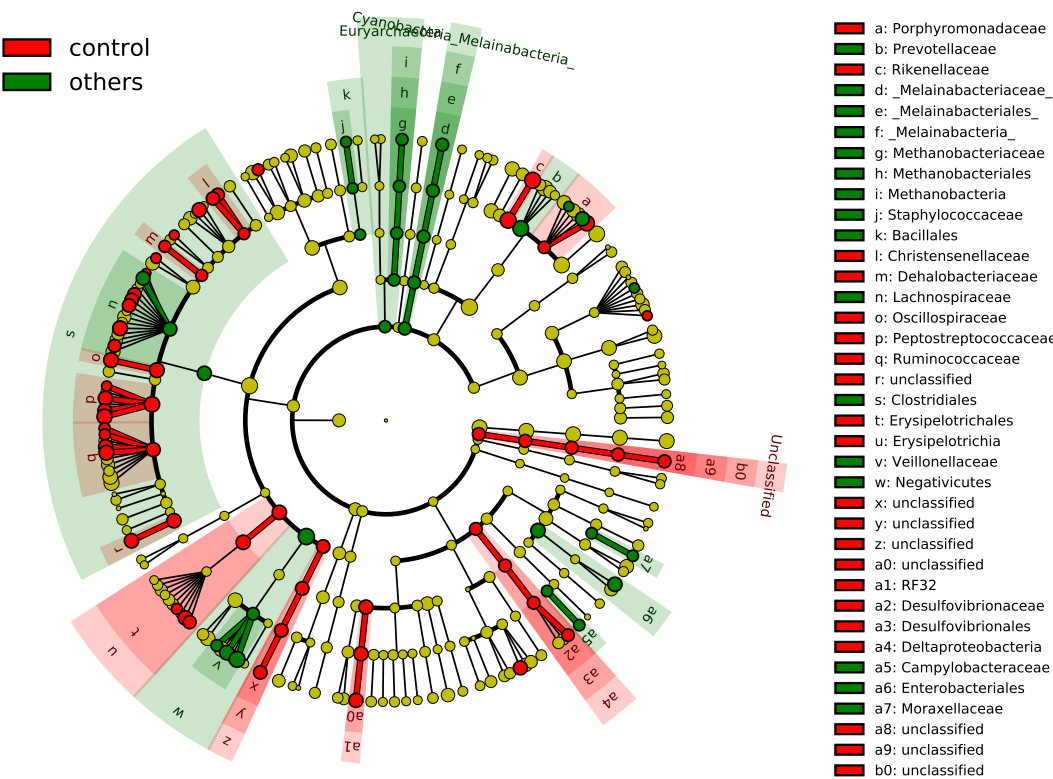 control
others
Cyanobacteria_Melainabacteria_
Euryarchaeota
i
h
g
f
e
d
k
j
c
b
a
l
m
n
s
o
p
q
r
t
u
v
w
x
y
z
a0
a1
a2
a3
a4
a5
a6
a7
a8
a9
b0
Unclassified
a: Porphyromonadaceae
b: Prevotellaceae
c: Rikenellaceae
d: _Melainabacteriaceae_
e: _Melainabacteriales_
f: _Melainabacteria_
g: Methanobacteriaceae
h: Methanobacteriales
i: Methanobacteria
j: Staphylococcaceae
k: Bacillales
l: Christensenellaceae
m: Dehalobacteriaceae
n: Lachnospiraceae
o: Oscillospiraceae
p: Peptostreptococcaceae
q: Ruminococcaceae
r: unclassified
s: Clostridiales
t: Erysipelotrichales
u: Erysipelotrichia
v: Veillonellaceae
w: Negativicutes
x: unclassified
y: unclassified
z: unclassified
a0: unclassified
a1: RF32
a2: Desulfovibrionaceae
a3: Desulfovibrionales
a4: Deltaproteobacteria
a5: Campylobacteraceae
a6: Enterobacteriales
a7: Moraxellaceae
a8: unclassified
a9: unclassified
b0: unclassified